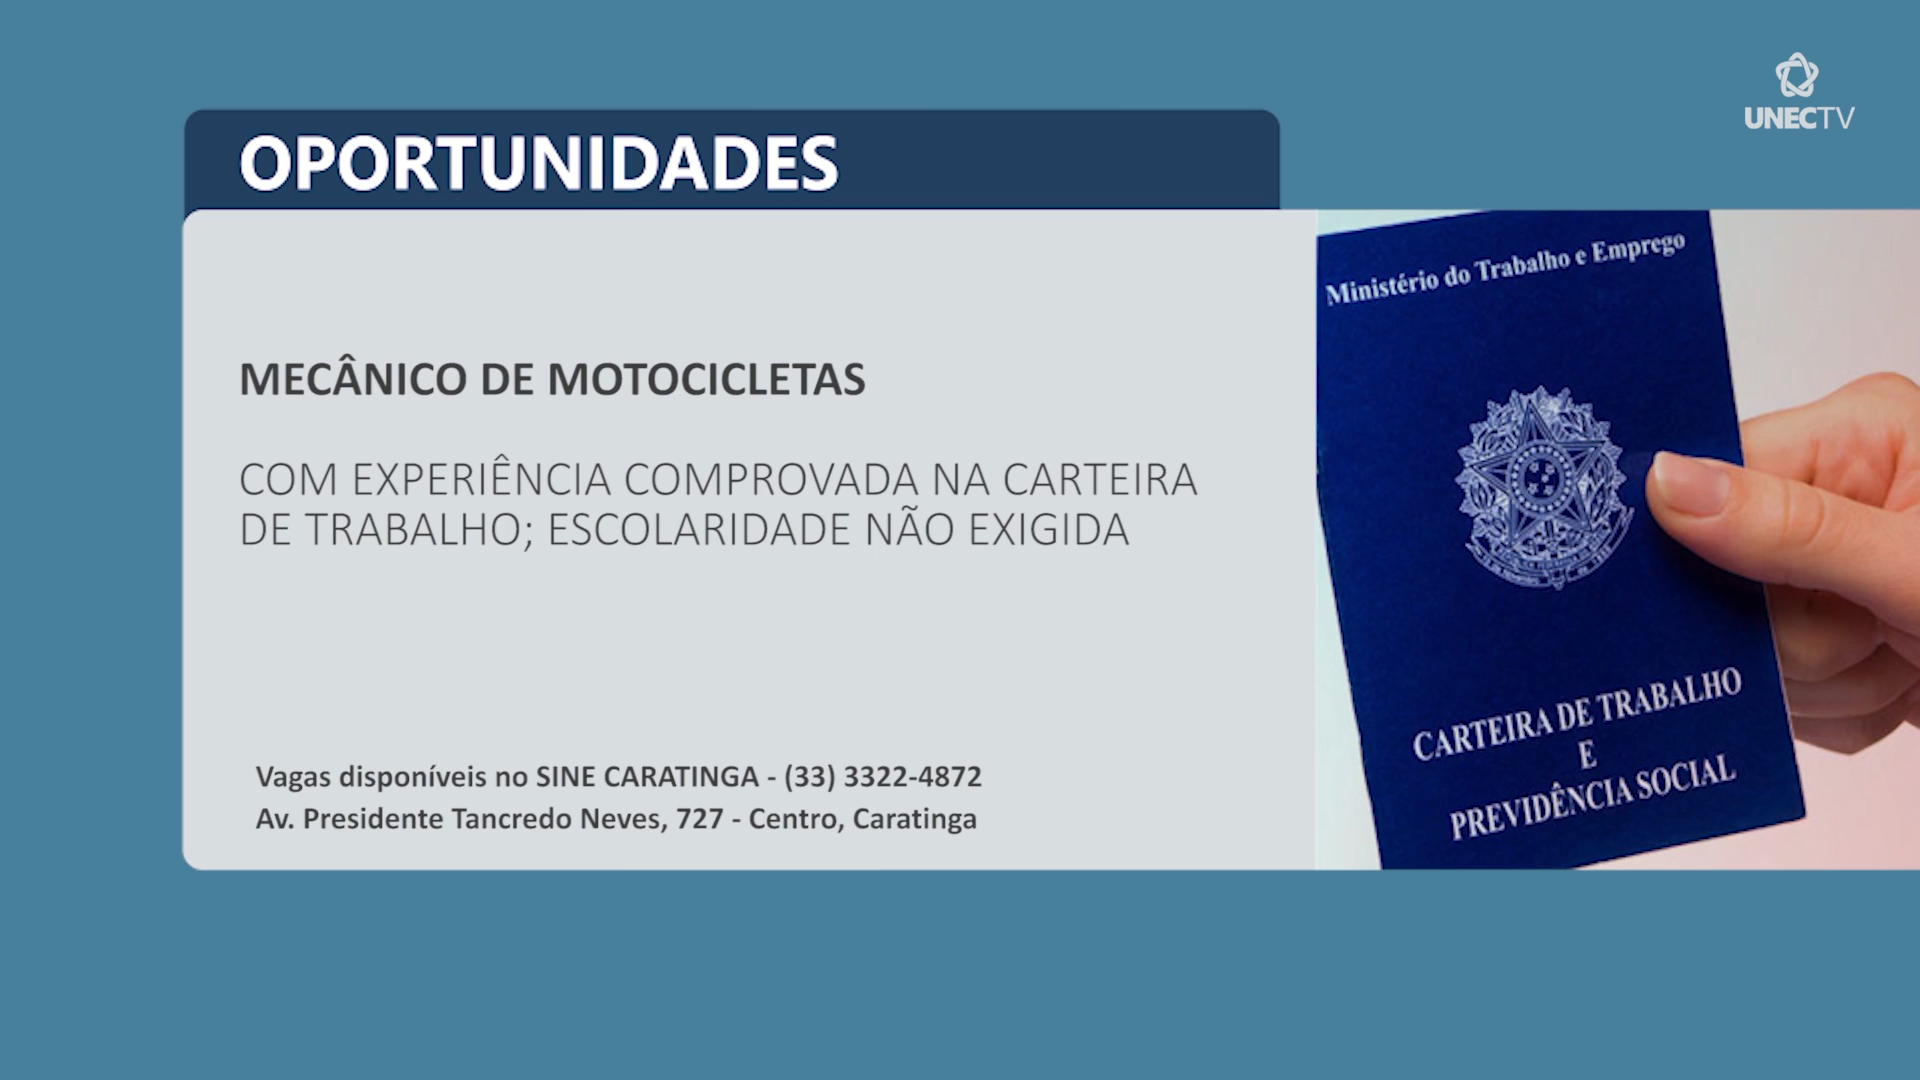 UNECTV
OPORTUNIDADES
MECÂNICO DE MOTOCICLETAS
COM EXPERIÊNCIA COMPROVADA NA CARTEIRA
DE TRABALHO; ESCOLARIDADE NÃO EXIGIDA
Vagas disponíveis no SINE CARATINGA - (33) 3322-4872
Av. Presidente Tancredo Neves, 727 - Centro, Caratinga
Ministério do Trabalho e Emprego
CARTEIRA DE TRABALHO
E
PREVIDÊNCIA SOCIAL